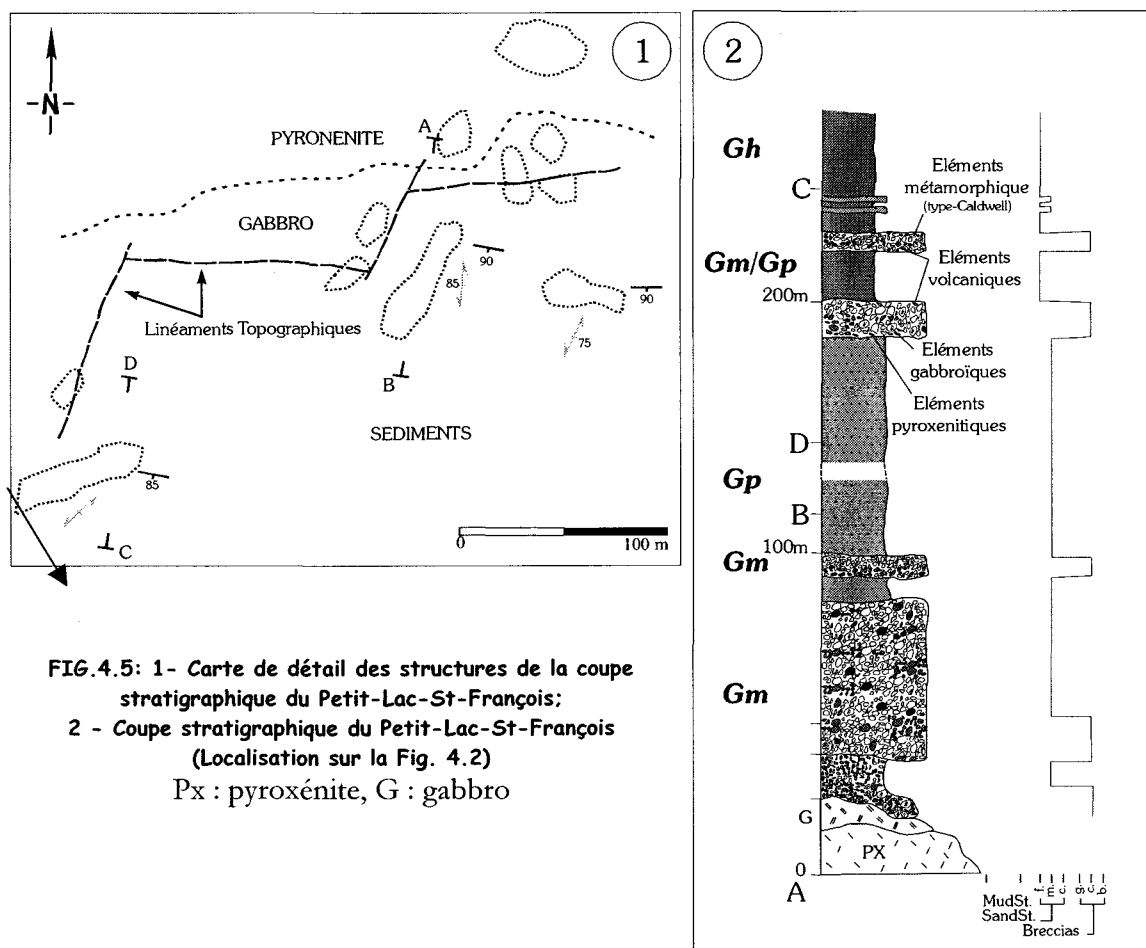 1
N
A
PYRONENITE
GABBRO
90
85
90
75
Linéaments Topographiques
D
B
SEDIMENTS
85
C
0 100 m
FIG.4.5: 1- Carte de détail des structures de la coupe
stratigraphique du Petit-Lac-St-François;
2 - Coupe stratigraphique du Petit-Lac-St-François
(Localisation sur la Fig. 4.2)
Px : pyroxénite, G : gabbro
2
Gh
C
Eléments
métamorphique
(type-Caldwell)
Gm/Gp
Eléments
volcaniques
200m
Eléments
gabbroïques
Eléments
pyroxenitiques
D
Gp
B
100m
Gm
Gm
G
PX
0
A
f. m. c. g. c. b.
MudSt.
SandSt.
Breccias